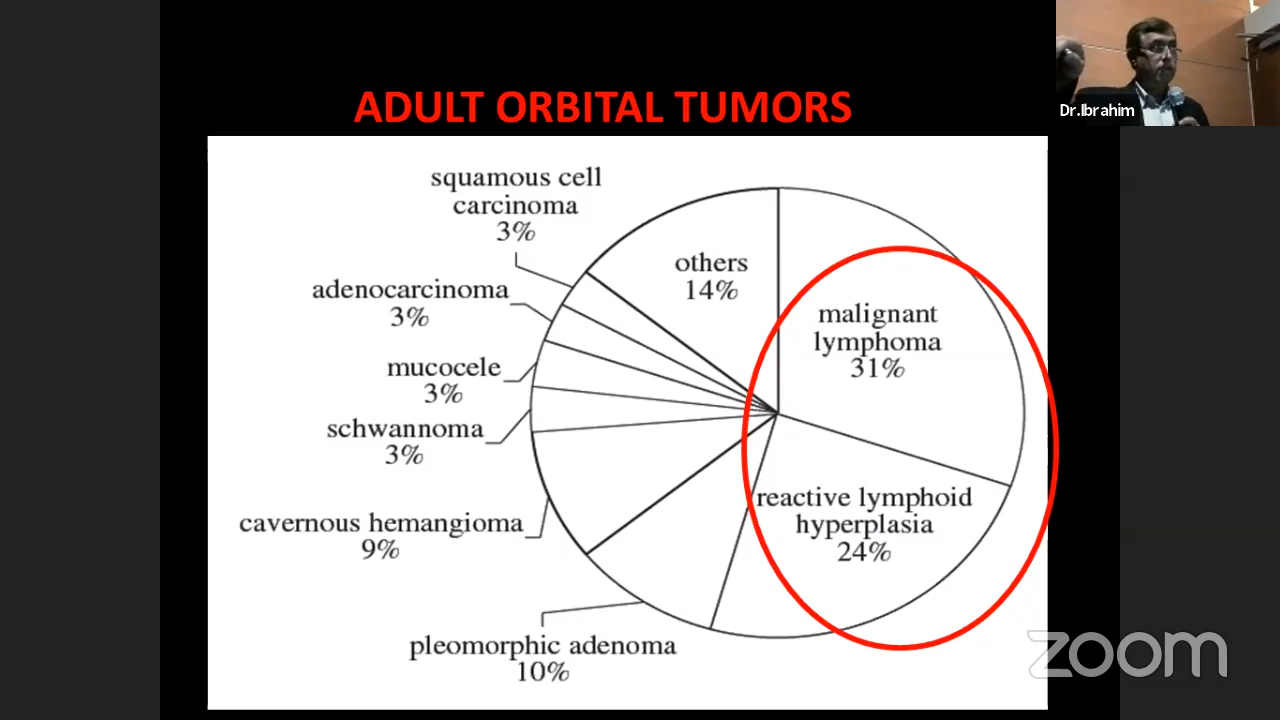 ADULT ORBITAL TUMORS
Dr.Ibrahim
squamous cell
carcinoma
3%
others
14%
adenocarcinoma
3%
malignant
lymphoma
31%
mucocele
3%
schwannoma
3%
reactive lymphoid
hyperplasia
24%
cavernous hemangioma
9%
pleomorphic adenoma
10%
zoom